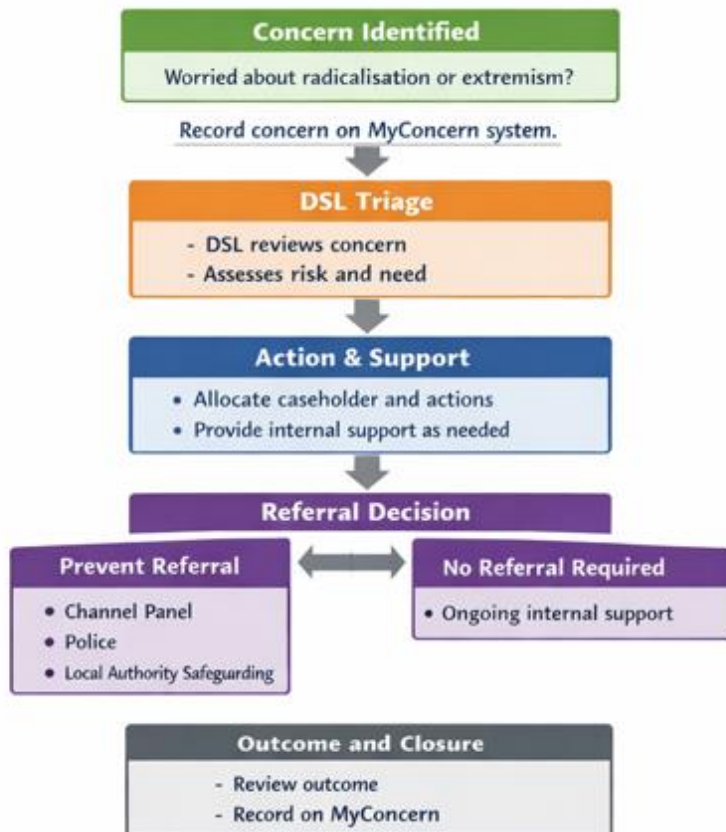 Concern Identified
Worried about radicalisation or extremism?
Record concern on MyConcern system.
DSL Triage
- DSL reviews concern
- Assesses risk and need
Action & Support
• Allocate caseholder and actions
• Provide internal support as needed
Referral Decision
Prevent Referral
• Channel Panel
• Police
• Local Authority Safeguarding
No Referral Required
• Ongoing internal support
Outcome and Closure
- Review outcome
- Record on MyConcern